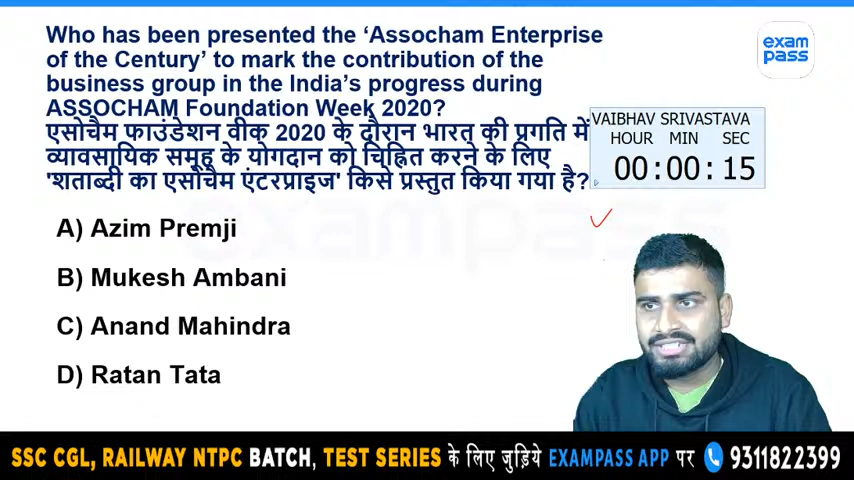 Who has been presented the ‘Assocham Enterprise
of the Century’ to mark the contribution of the
business group in the India’s progress during
ASSOCHAM Foundation Week 2020?
एसोचैम फाउंडेशन वीक 2020 के दौरान भारत की प्रगति में
व्यावसायिक समूह के योगदान को चिह्नित करने के लिए
'शताब्दी का एसोचैम एंटरप्राइज' किसे प्रस्तुत किया गया है?
exam
pass
VAIBHAV SRIVASTAVA
HOUR MIN SEC
00:00:15
exampass
A) Azim Premji
B) Mukesh Ambani
C) Anand Mahindra
D) Ratan Tata
SSC CGL, RAILWAY NTPC BATCH, TEST SERIES के लिए जुड़िये EXAMPASS APP पर 9311822399